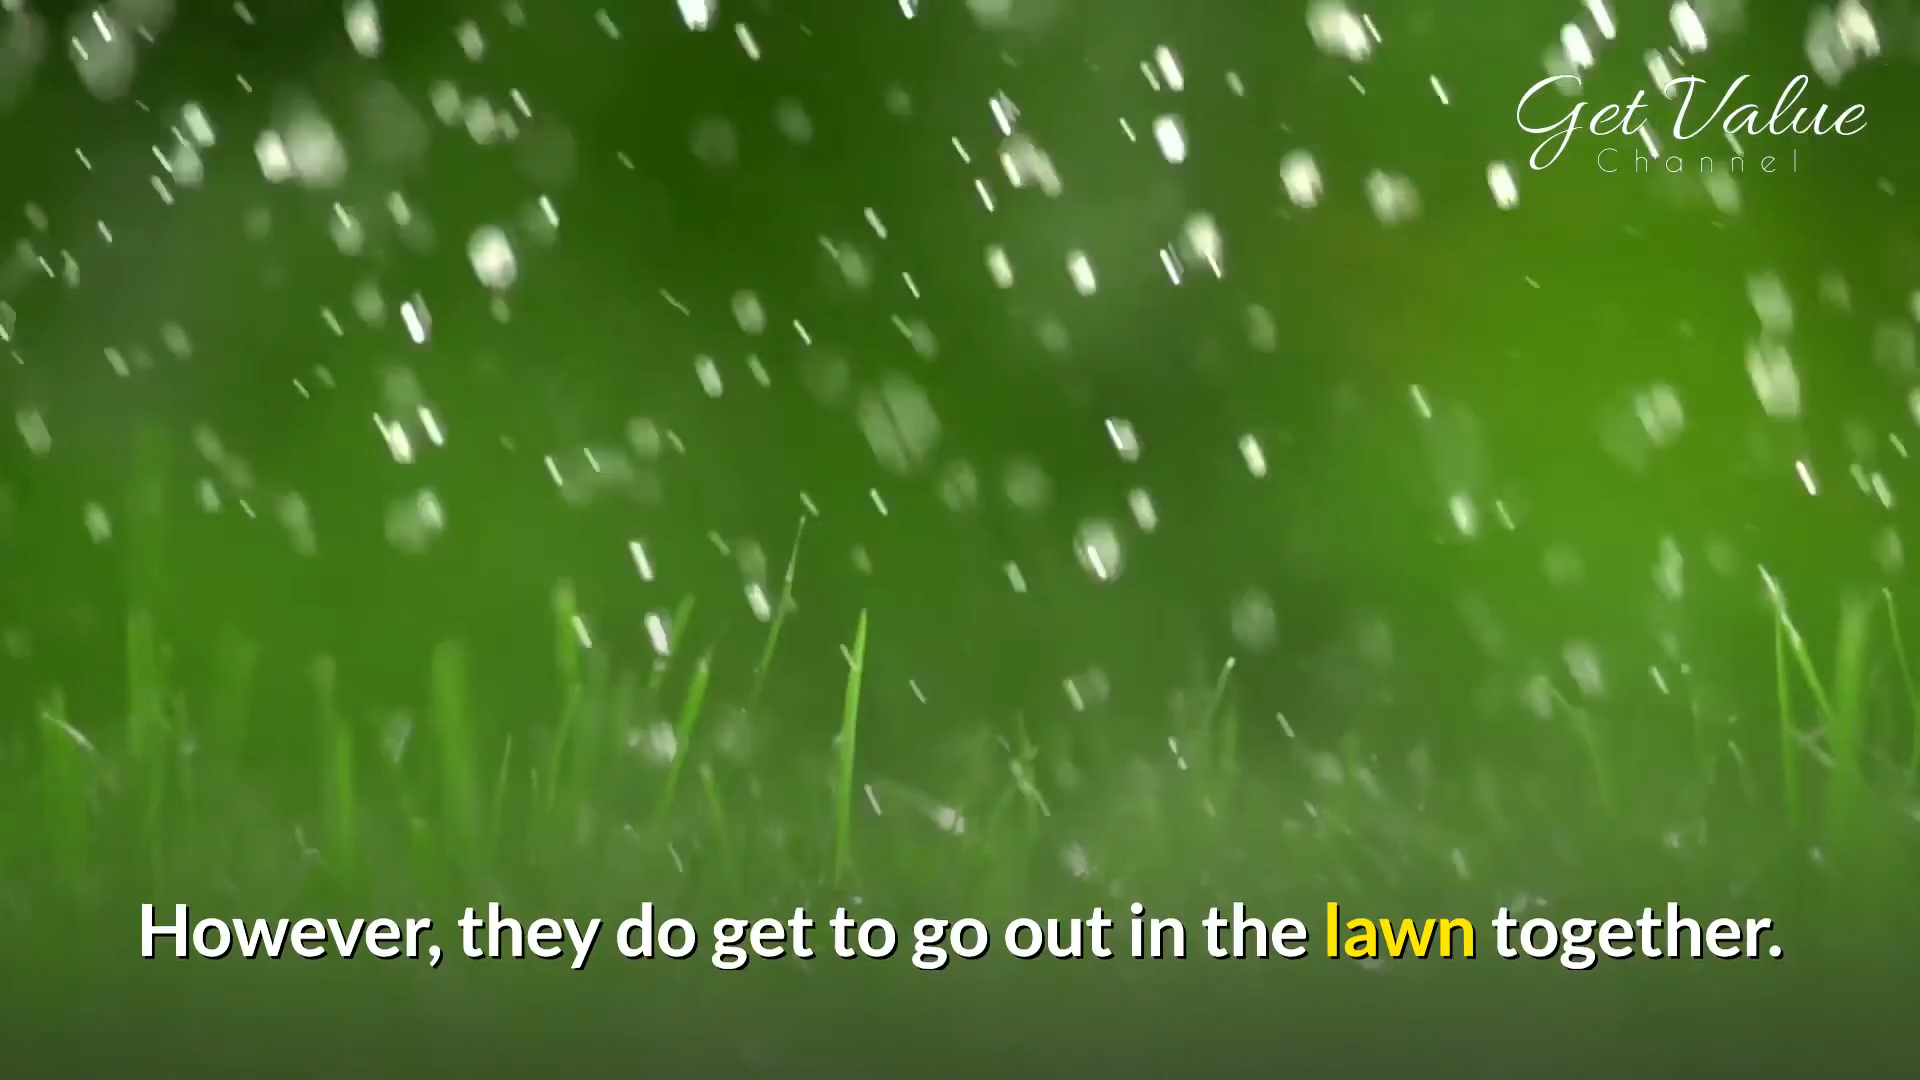 Get Value
Channel
However, they do get to go out in the lawn together.